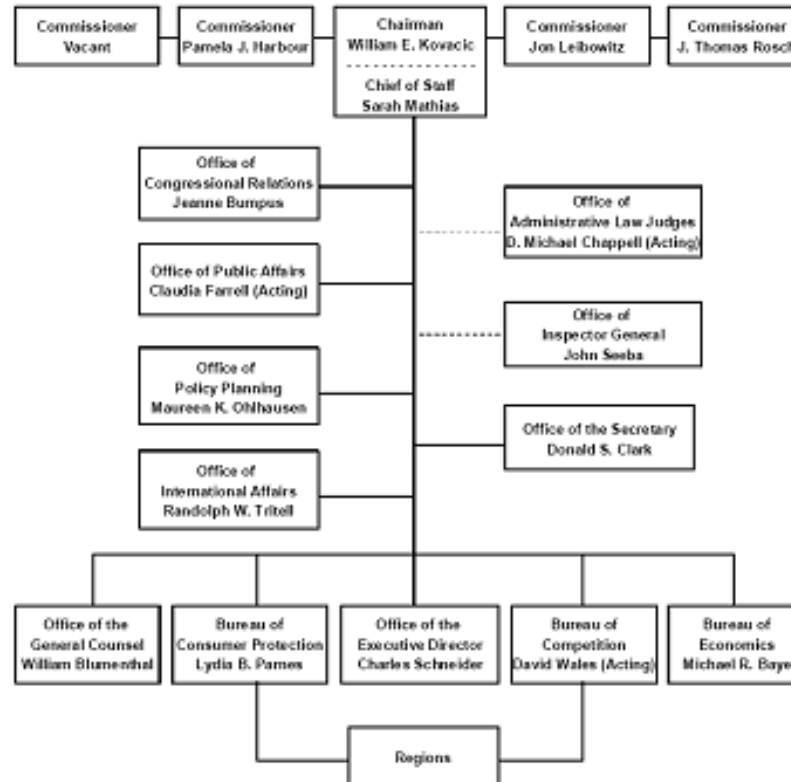 Commissioner
Vacant
Commissioner
Pamela J. Harbour
Chairman
William E. Kovacic
Chief of Staff
Sarah Mathias
Commissioner
Jon Leibowitz
Commissioner
J. Thomas Rosch
Office of
Congressional Relations
Jeanne Bumpus
Office of
Administrative Law Judges
D. Michael Chappell (Acting)
Office of Public Affairs
Claudia Farrell (Acting)
Office of
Inspector General
John Seeba
Office of
Policy Planning
Maureen K. Ohlhausen
Office of the Secretary
Donald S. Clark
Office of
International Affairs
Randolph W. Tritell
Office of the
General Counsel
William Blumenthal
Bureau of
Consumer Protection
Lydia B. Parnes
Office of the
Executive Director
Charles Schneider
Bureau of
Competition
David Wales (Acting)
Bureau of
Economics
Michael R. Baye
Regions